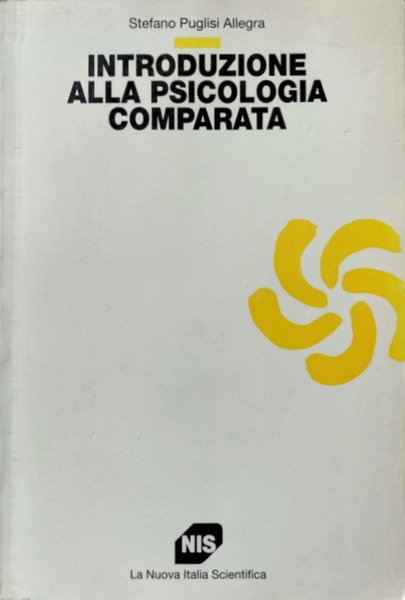 Stefano Puglisi Allegra
INTRODUZIONE
ALLA PSICOLOGIA
COMPARATA
NIS
La Nuova Italia Scientifica